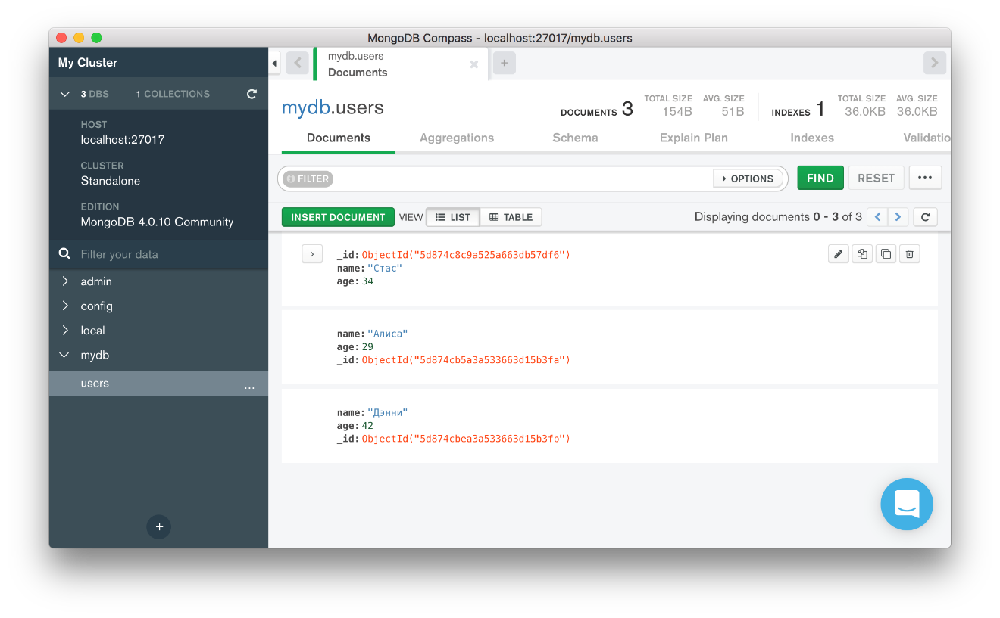 MongoDB Compass - localhost:27017/mydb.users
My Cluster
3 DBS 1 COLLECTIONS
HOST
localhost:27017
CLUSTER
Standalone
EDITION
MongoDB 4.0.10 Community
Filter your data
admin
config
local
mydb
users ...
+
mydb.users
Documents
+
mydb.users
DOCUMENTS 3
TOTAL SIZE AVG. SIZE
154B 51B
INDEXES 1
TOTAL SIZE AVG. SIZE
36.0KB 36.0KB
Documents Aggregations Schema Explain Plan Indexes Validatio
FILTER OPTIONS FIND RESET ...
INSERT DOCUMENT VIEW LIST TABLE Displaying documents 0 - 3 of 3
_id: ObjectId("5d874c8c9a525a663db57df6")
name: "Стас"
age: 34
name: "Алиса"
age: 29
_id: ObjectId("5d874cb5a3a533663d15b3fa")
name: "Дэнни"
age: 42
_id: ObjectId("5d874cbea3a533663d15b3fb")